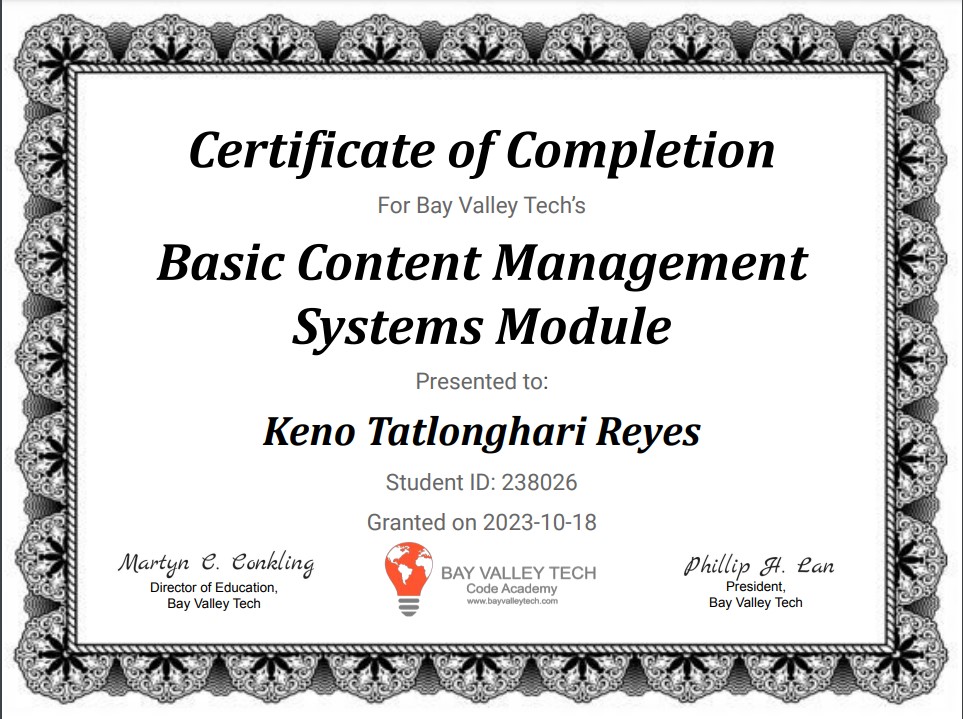 Certificate of Completion
For Bay Valley Tech’s
Basic Content Management
Systems Module
Presented to:
Keno Tatlonghari Reyes
Student ID: 238026
Granted on 2023-10-18
Martyn C. Conkling
Director of Education,
Bay Valley Tech
BAY VALLEY TECH
Code Academy
www.bayvalleytech.com
Phillip H. Lan
President,
Bay Valley Tech